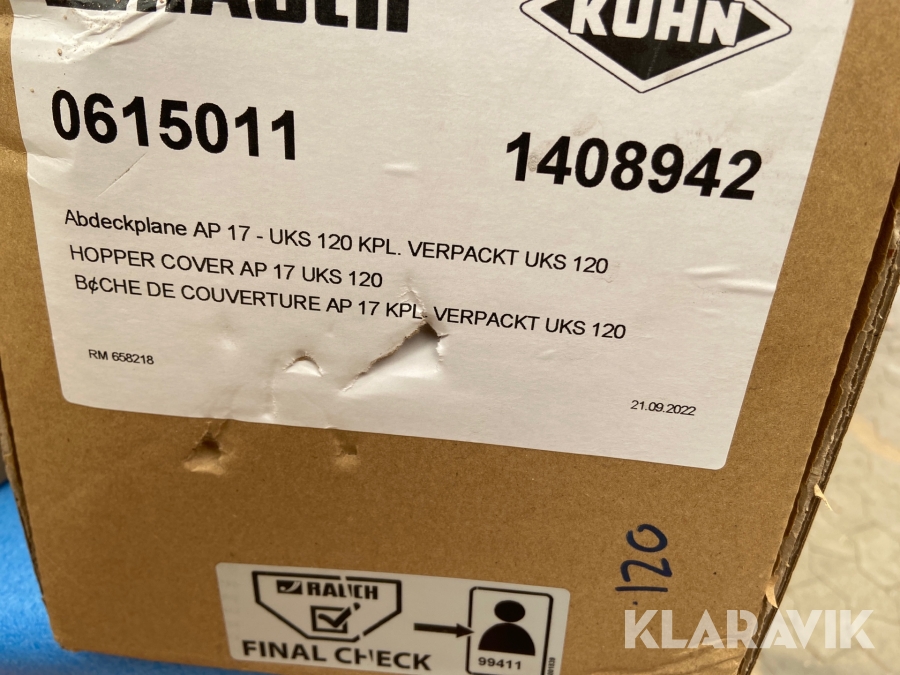 RAUCH
KUHN
0615011
1408942
Abdeckplane AP 17 - UKS 120 KPL. VERPACKT UKS 120
HOPPER COVER AP 17 UKS 120
B¢CHE DE COUVERTURE AP 17 KPL. VERPACKT UKS 120
RM 658218
21.09.2022
120
RAUCH
FINAL CHECK
99411
KLARAVIK